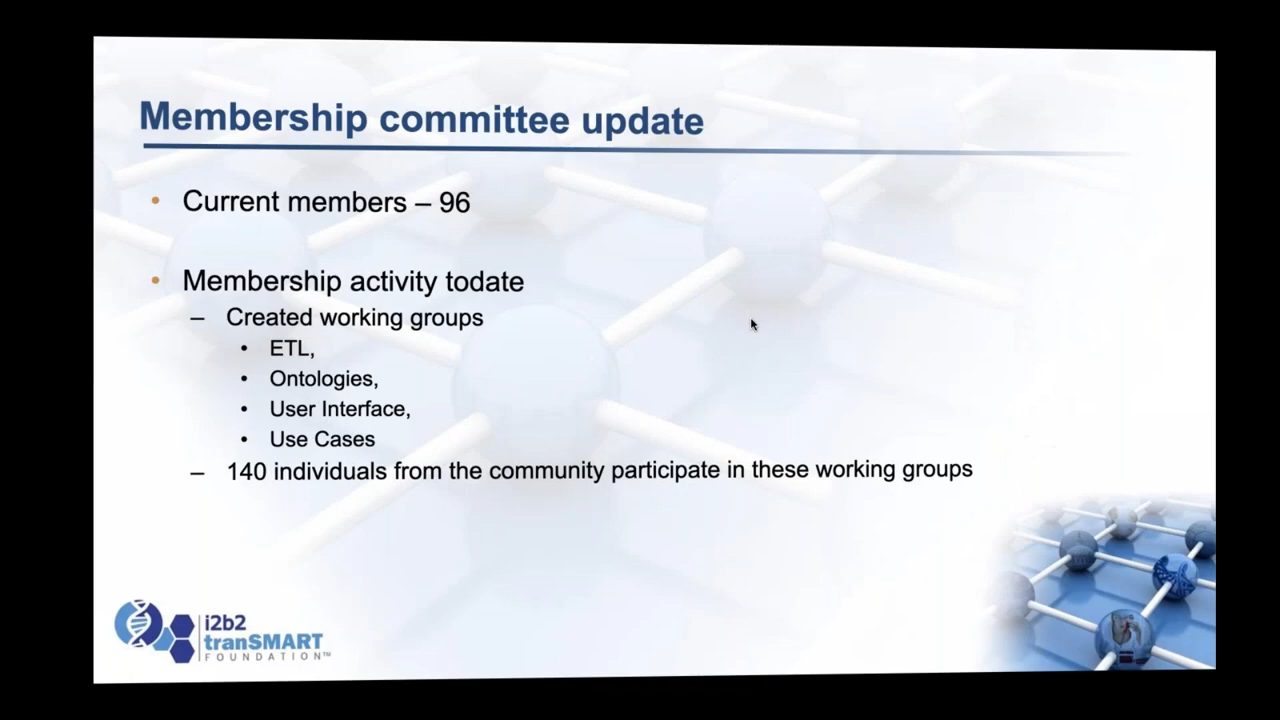 Membership committee update
• Current members – 96
• Membership activity todate
– Created working groups
• ETL,
• Ontologies,
• User Interface,
• Use Cases
– 140 individuals from the community participate in these working groups
i2b2
tranSMART
FOUNDATION™